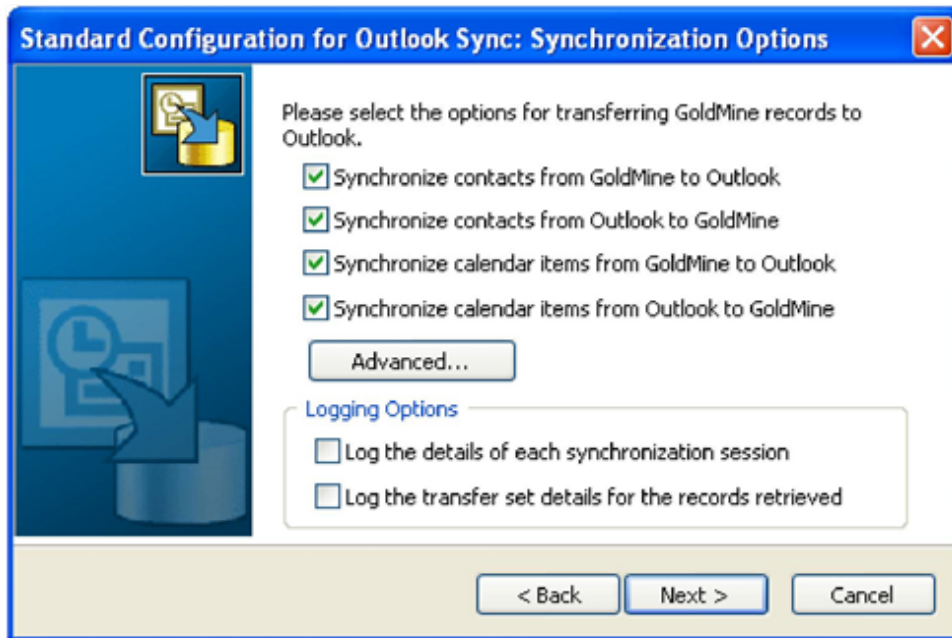 Standard Configuration for Outlook Sync: Synchronization Options
Please select the options for transferring GoldMine records to
Outlook.
Synchronize contacts from GoldMine to Outlook
Synchronize contacts from Outlook to GoldMine
Synchronize calendar items from GoldMine to Outlook
Synchronize calendar items from Outlook to GoldMine
Advanced...
Logging Options
Log the details of each synchronization session
Log the transfer set details for the records retrieved
< Back
Next >
Cancel